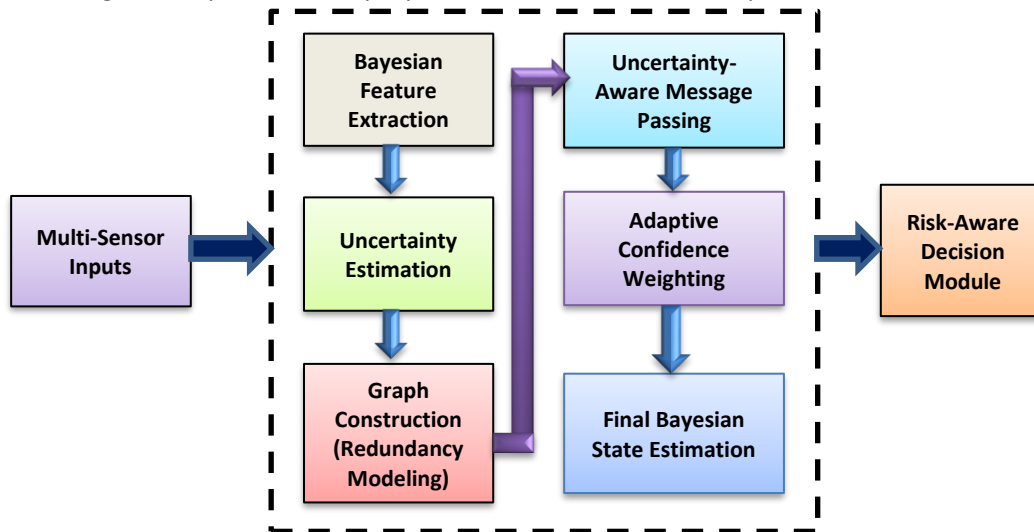 Multi-Sensor
Inputs
Bayesian
Feature
Extraction
Uncertainty
Estimation
Graph
Construction
(Redundancy
Modeling)
Uncertainty-
Aware Message
Passing
Adaptive
Confidence
Weighting
Final Bayesian
State Estimation
Risk-Aware
Decision
Module